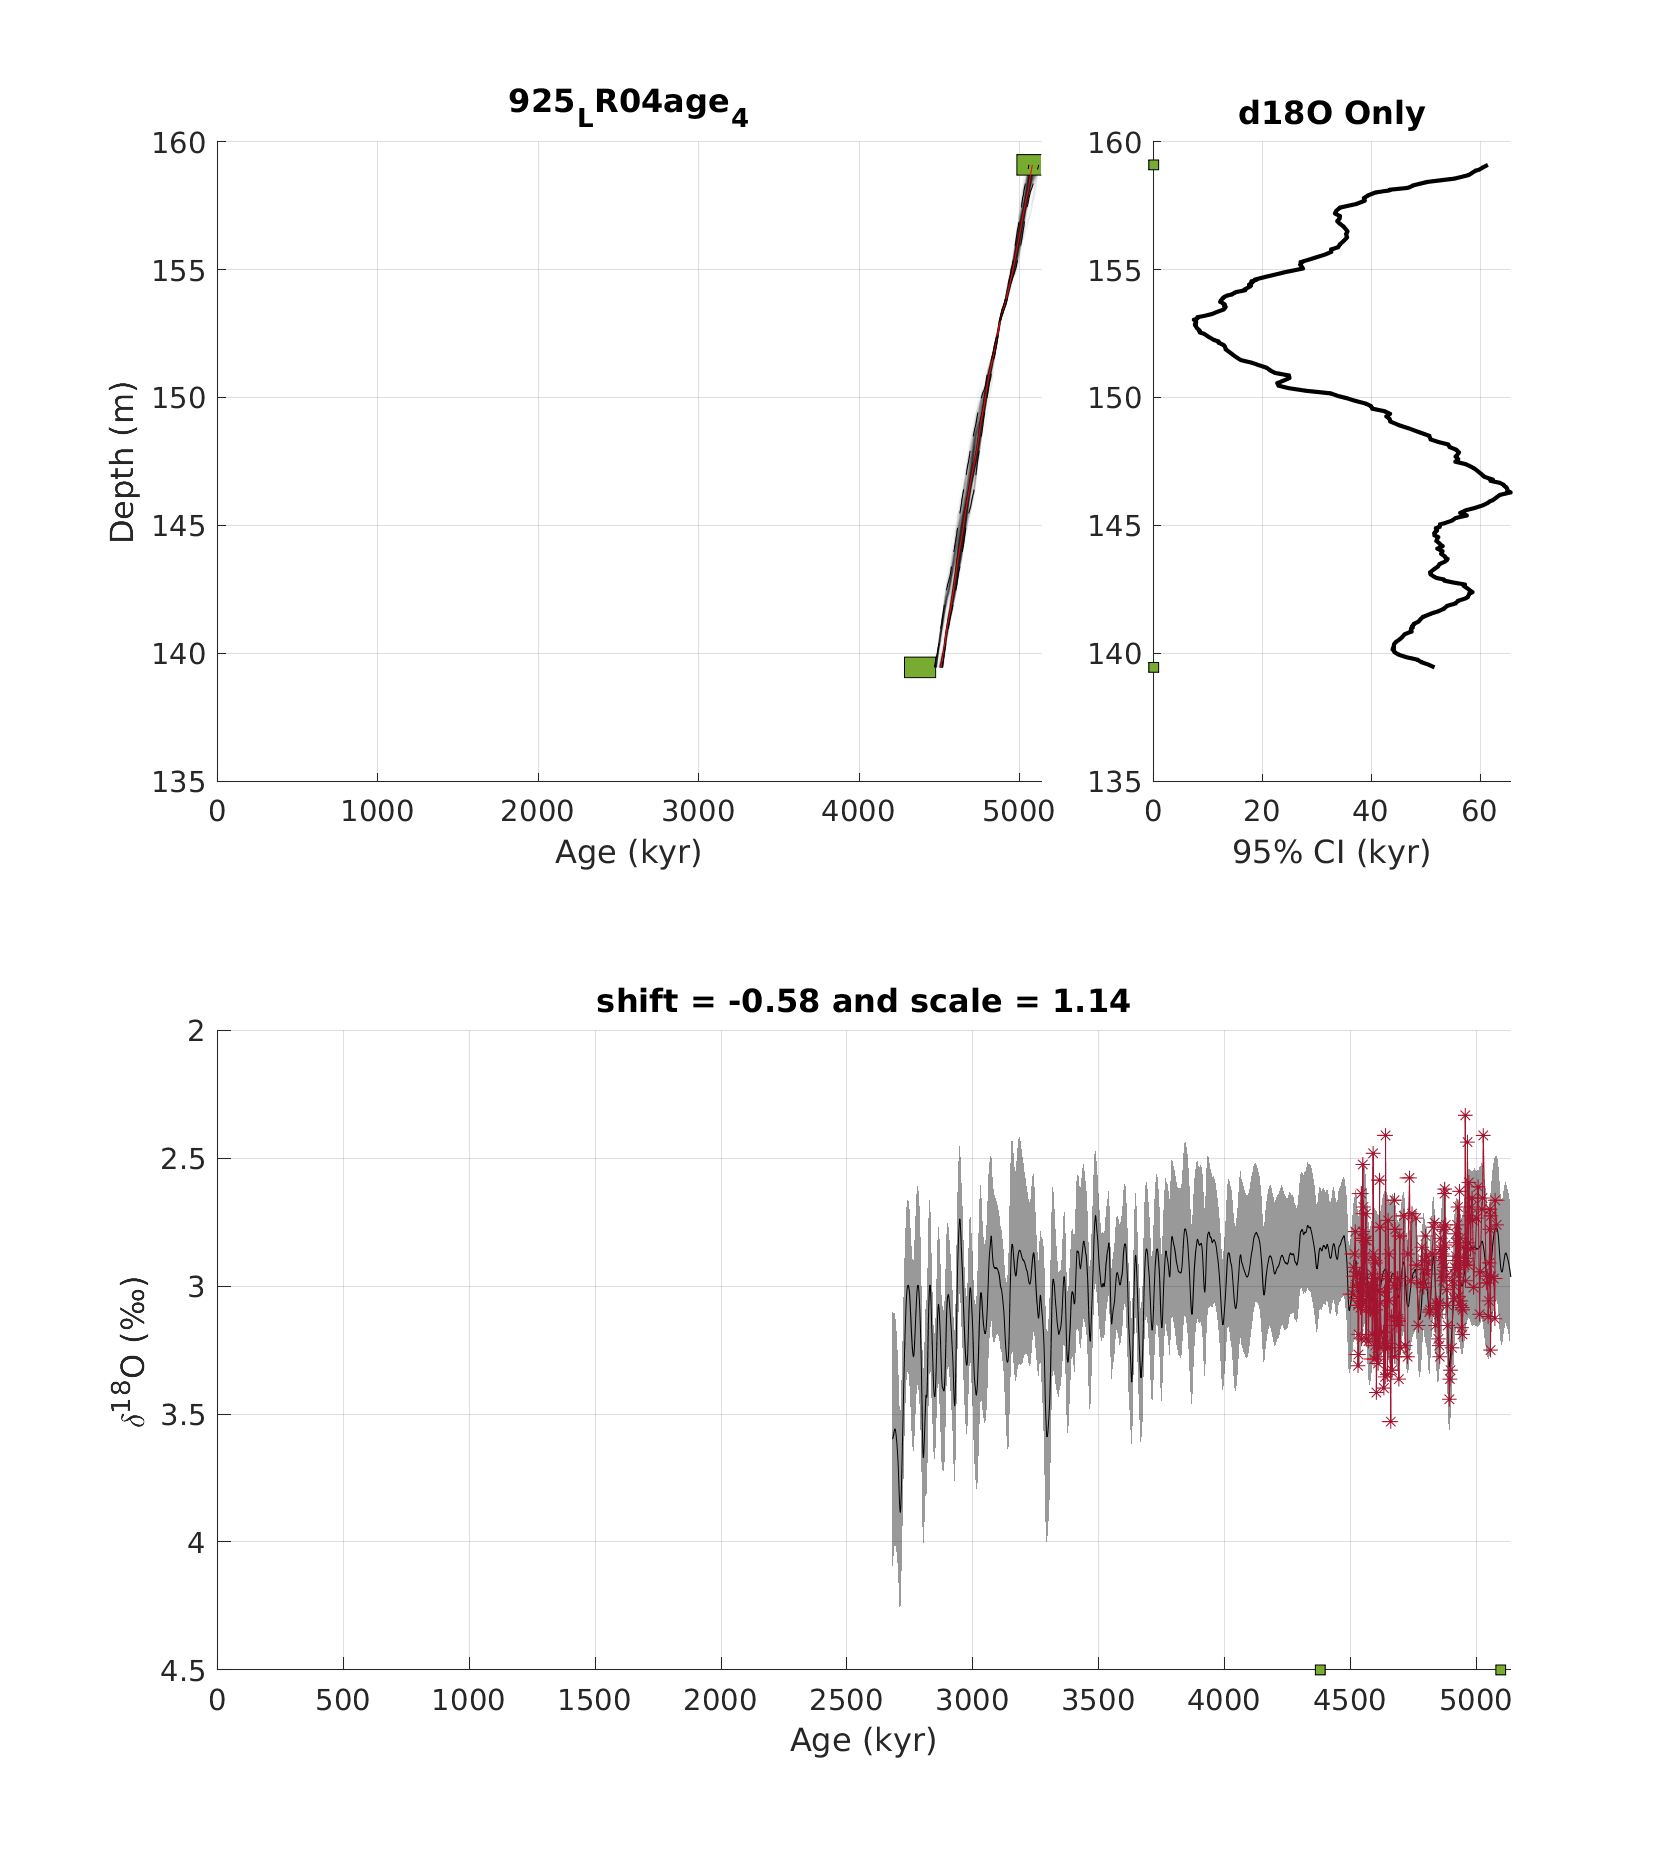 925LR04age4
d18O Only
160
155
150
145
140
135
Depth (m)
0 1000 2000 3000 4000 5000
Age (kyr)
160
155
150
145
140
135
0 20 40 60
95% CI (kyr)
shift = -0.58 and scale = 1.14
2
2.5
3
3.5
4
4.5
δ18O (‰)
0 500 1000 1500 2000 2500 3000 3500 4000 4500 5000
Age (kyr)